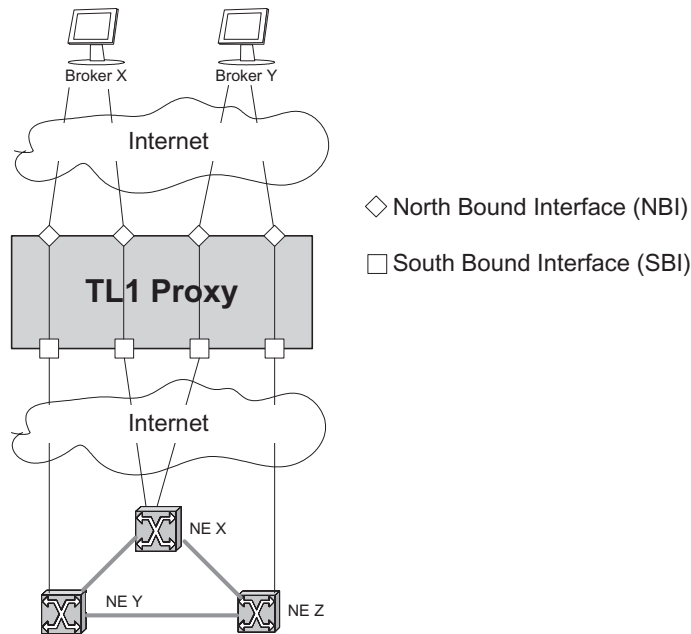 Broker X
Broker Y
Internet
North Bound Interface (NBI)
South Bound Interface (SBI)
TL1 Proxy
Internet
NE X
NE Y
NE Z